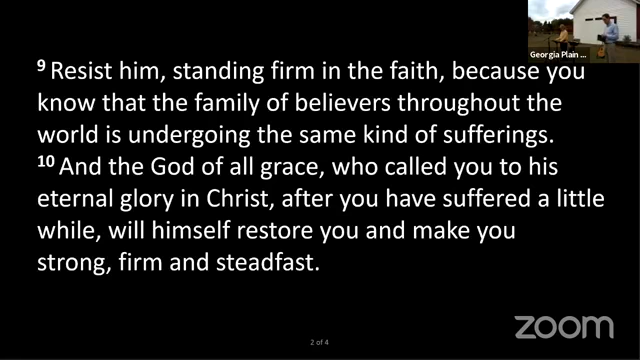 Georgia Plain ...
⁹ Resist him, standing firm in the faith, because you
know that the family of believers throughout the
world is undergoing the same kind of sufferings.
¹⁰ And the God of all grace, who called you to his
eternal glory in Christ, after you have suffered a little
while, will himself restore you and make you
strong, firm and steadfast.
zoom
2 of 4